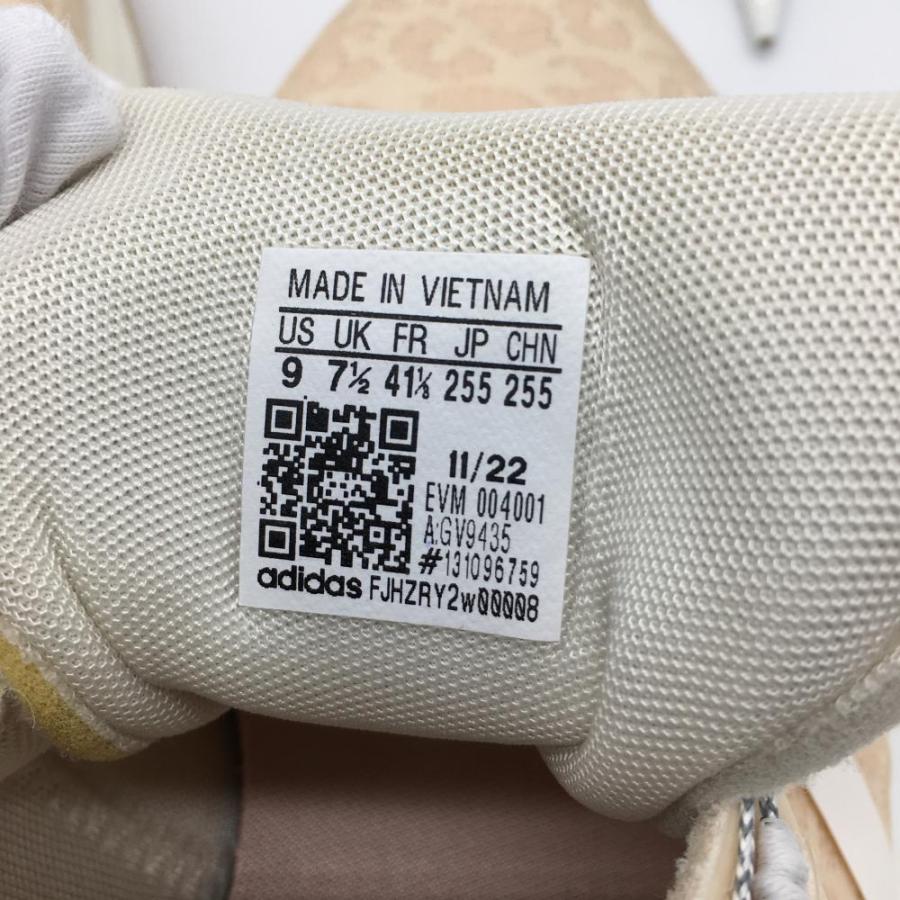 MADE IN VIETNAM
US UK FR JP CHN
9 7½ 41⅓ 255 255
11/22
EVM 004001
A:GV9435
#131096759
adidas FJHZRY2w00008